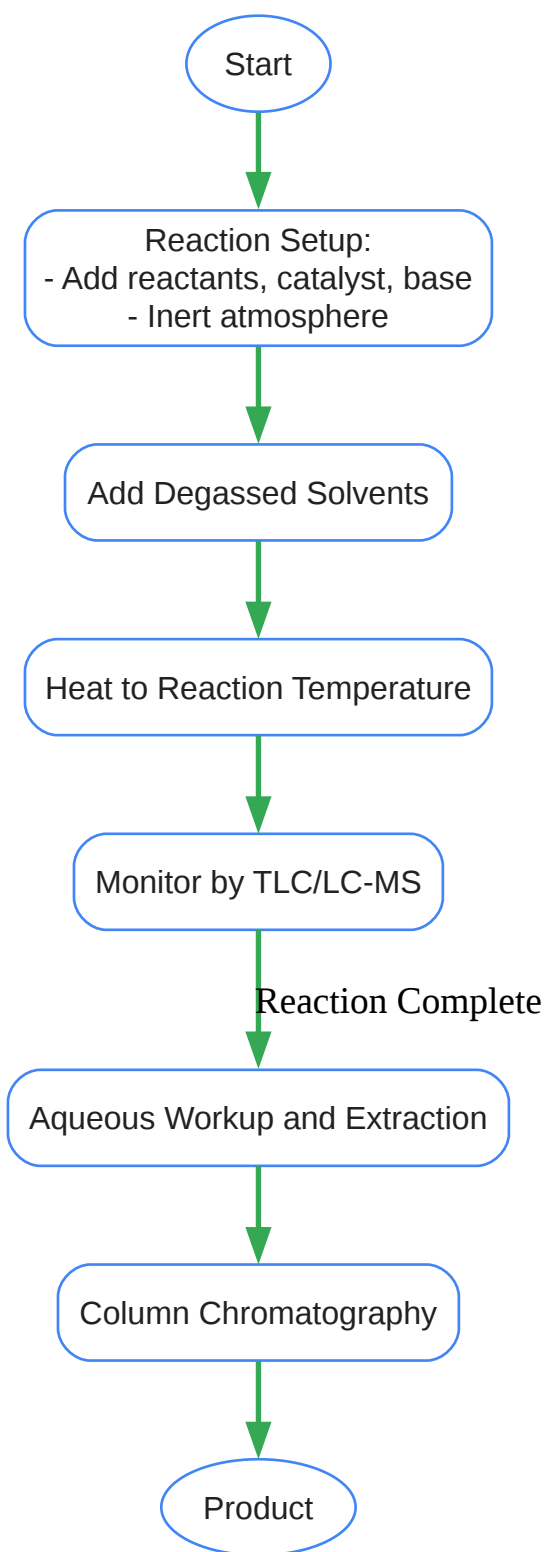 Start
Reaction Setup:
- Add reactants, catalyst, base
- Inert atmosphere
Add Degassed Solvents
Heat to Reaction Temperature
Monitor by TLC/LC-MS
Reaction Complete
Aqueous Workup and Extraction
Column Chromatography
Product